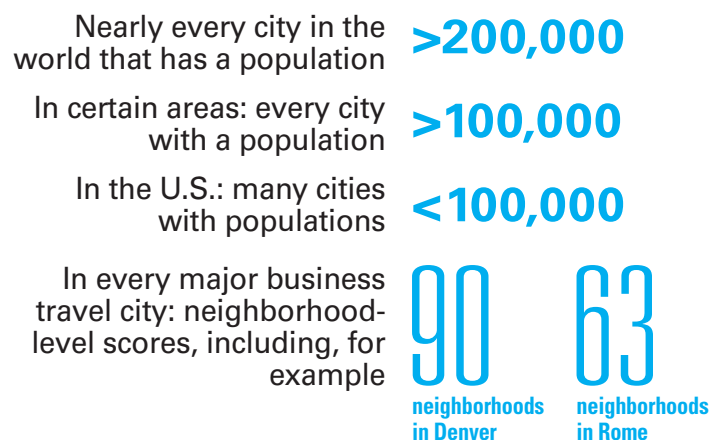 Nearly every city in the
world that has a population
>200,000
In certain areas: every city
with a population
>100,000
In the U.S.: many cities
with populations
<100,000
In every major business
travel city: neighborhood-
level scores, including, for
example
90
neighborhoods
in Denver
63
neighborhoods
in Rome